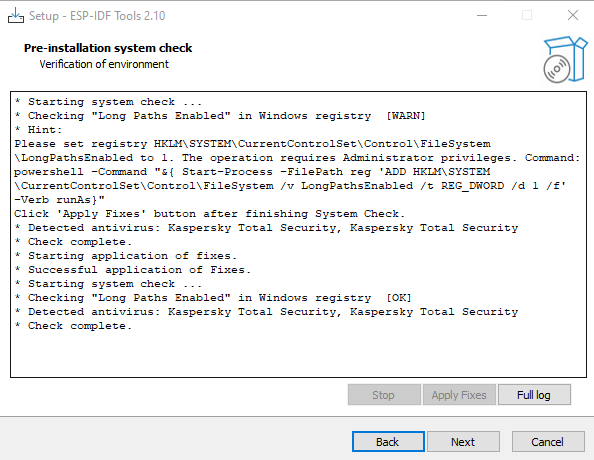 Setup - ESP-IDF Tools 2.10
Pre-installation system check
Verification of environment
* Starting system check ...
* Checking "Long Paths Enabled" in Windows registry  [WARN]
* Hint:
Please set registry HKLM\SYSTEM\CurrentControlSet\Control\FileSystem
\LongPathsEnabled to 1. The operation requires Administrator privileges. Command:
powershell -Command "&{ Start-Process -FilePath reg 'ADD HKLM\SYSTEM
\CurrentControlSet\Control\FileSystem /v LongPathsEnabled /t REG_DWORD /d 1 /f'
-Verb runAs}"
Click 'Apply Fixes' button after finishing System Check.
* Detected antivirus: Kaspersky Total Security, Kaspersky Total Security
* Check complete.
* Starting application of fixes.
* Successful application of Fixes.
* Starting system check ...
* Checking "Long Paths Enabled" in Windows registry  [OK]
* Detected antivirus: Kaspersky Total Security, Kaspersky Total Security
* Check complete.
Stop Apply Fixes Full log
Back Next Cancel